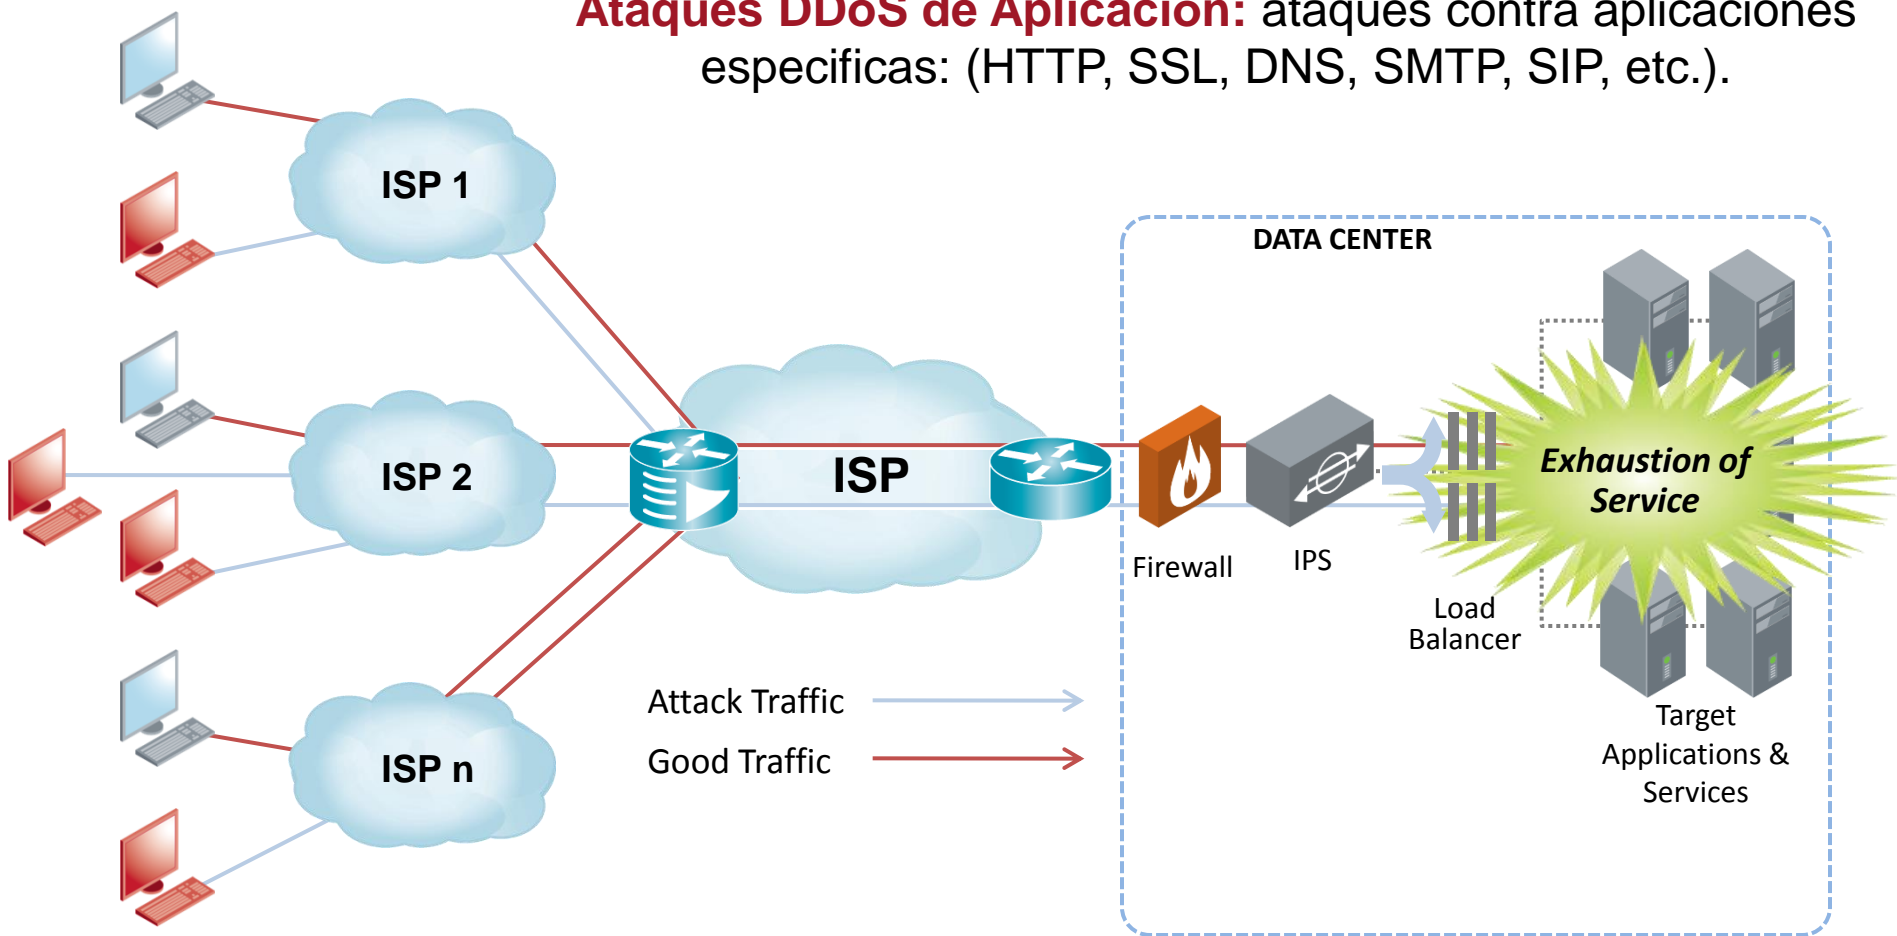 Ataques DDoS de Aplicación: ataques contra aplicaciones
especificas: (HTTP, SSL, DNS, SMTP, SIP, etc.).
ISP 1
DATA CENTER
ISP 2
ISP
Exhaustion of
Service
Firewall
IPS
Load
Balancer
ISP n
Attack Traffic
Good Traffic
Target
Applications &
Services